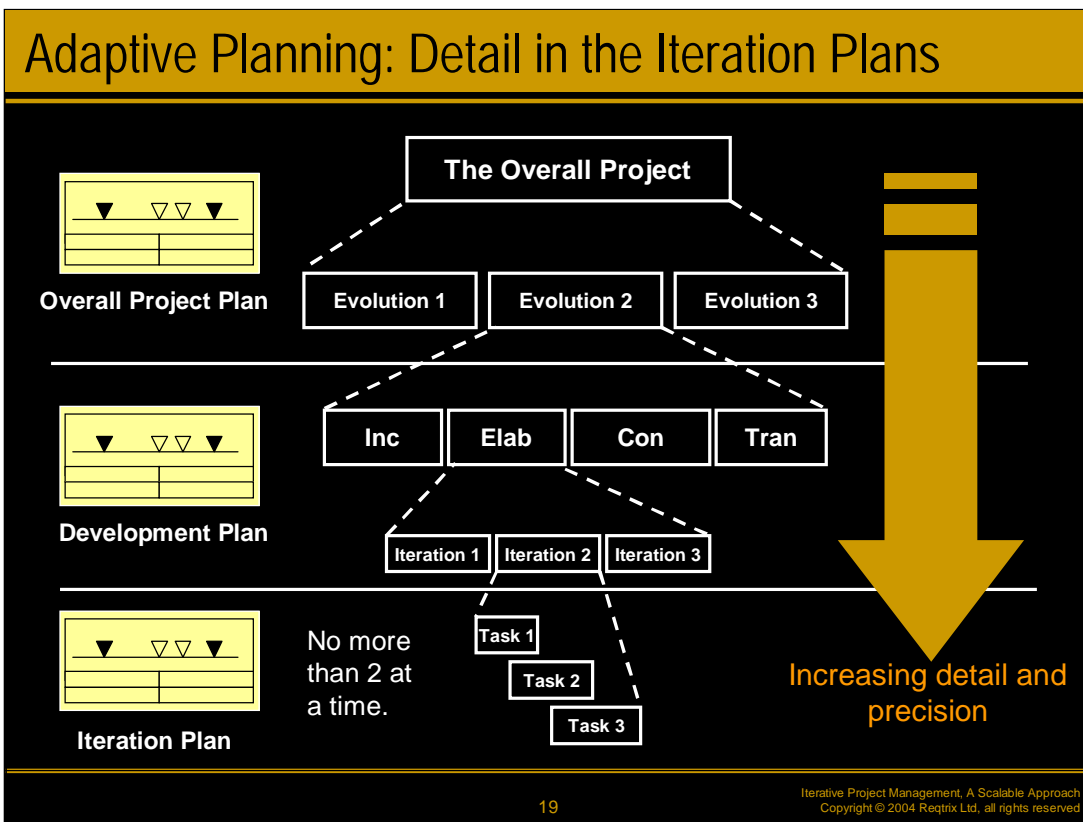 Adaptive Planning: Detail in the Iteration Plans
The Overall Project
Overall Project Plan
Evolution 1
Evolution 2
Evolution 3
Inc
Elab
Con
Tran
Development Plan
Iteration 1
Iteration 2
Iteration 3
No more
than 2 at
a time.
Task 1
Task 2
Task 3
Iteration Plan
Increasing detail and
precision
19
Iterative Project Management, A Scalable Approach
Copyright © 2004 Reqtrix Ltd, all rights reserved